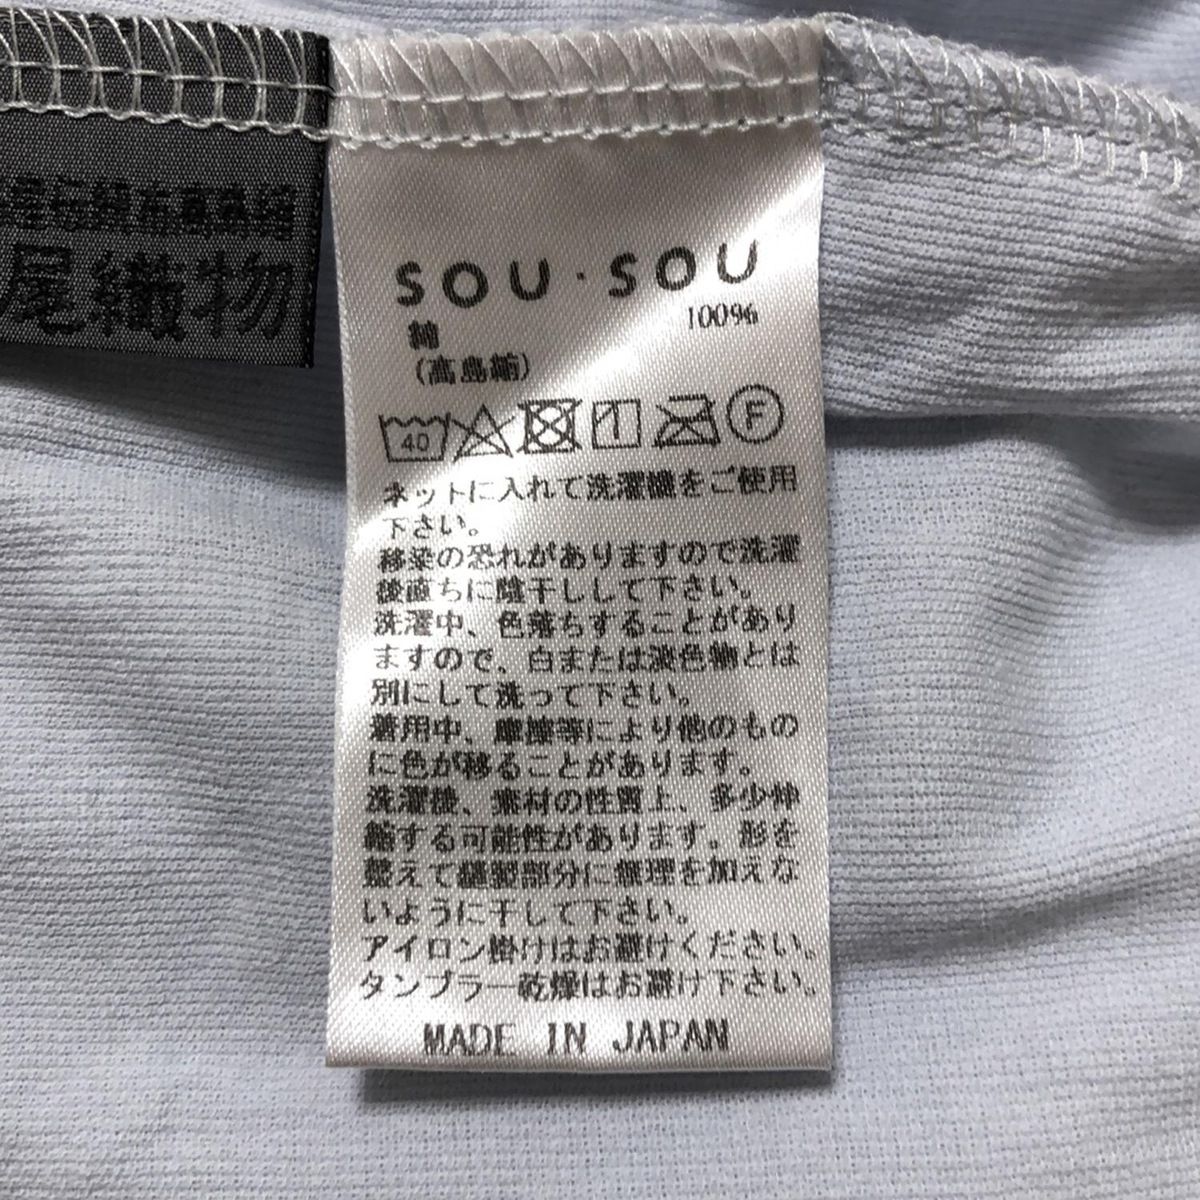 尾織物
SOU・SOU
綿 100%
(高島縮)
40
F
ネットに入れて洗濯機をご使用
下さい。
移染の恐れがありますので洗濯
後直ちに陰干しして下さい。
洗濯中、色落ちすることがあり
ますので、白または淡色物とは
別にして洗って下さい。
着用中、摩擦等により他のもの
に色が移ることがあります。
洗濯後、素材の性質上、多少伸
縮する可能性があります。形を
整えて縫製部分に無理を加えな
いように干して下さい。
アイロン掛けはお避けください。
タンブラー乾燥はお避け下さい。
MADE IN JAPAN